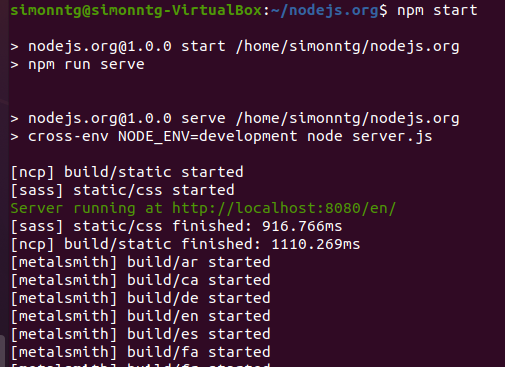 simonntg@simonntg-VirtualBox:~/nodejs.org$ npm start
> nodejs.org@1.0.0 start /home/simonntg/nodejs.org
> npm run serve
> nodejs.org@1.0.0 serve /home/simonntg/nodejs.org
> cross-env NODE_ENV=development node server.js
[ncp] build/static started
[sass] static/css started
Server running at http://localhost:8080/en/
[sass] static/css finished: 916.766ms
[ncp] build/static finished: 1110.269ms
[metalsmith] build/ar started
[metalsmith] build/ca started
[metalsmith] build/de started
[metalsmith] build/en started
[metalsmith] build/es started
[metalsmith] build/fa started